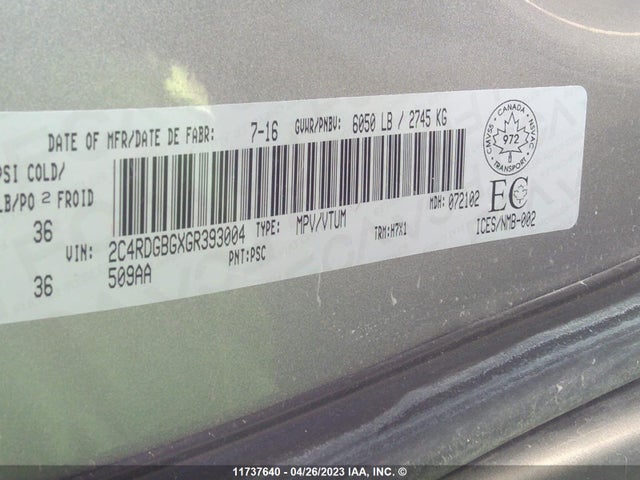 DATE OF MFR/DATE DE FABR: 7-16 GVWR/PNBV: 6050 LB / 2745 KG
PSI COLD/
LB/PO 2 FROID
36
36
VIN: 2C4RDGBGXGR393004 TYPE: MPV/VTUM MDH: 072102
509AA PNT:PSC TRM:H7X1
CANADA
972
TRANSPORT
CMVSS
NSVAC
EC
ICES/NMB-002
11737640 - 04/26/2023 IAA, INC. ©